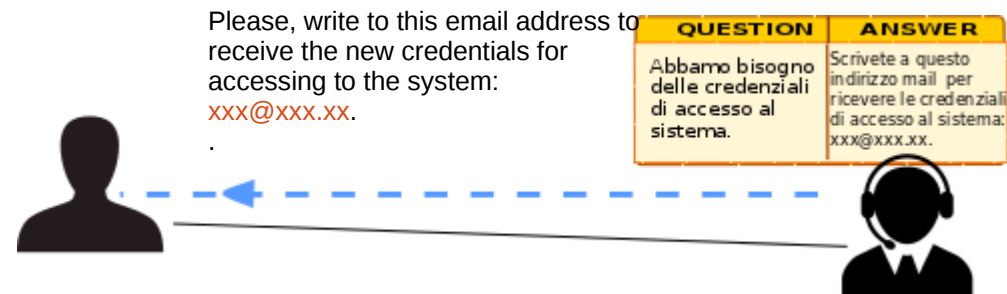 Please, write to this email address to
receive the new credentials for
accessing to the system:
xxx@xxx.xx.
.
QUESTION
ANSWER
Abbamo bisogno
delle credenziali
di accesso al
sistema.
Scrivete a questo
indirizzo mail per
ricevere le credenziali
di accesso al sistema:
xxx@xxx.xx.